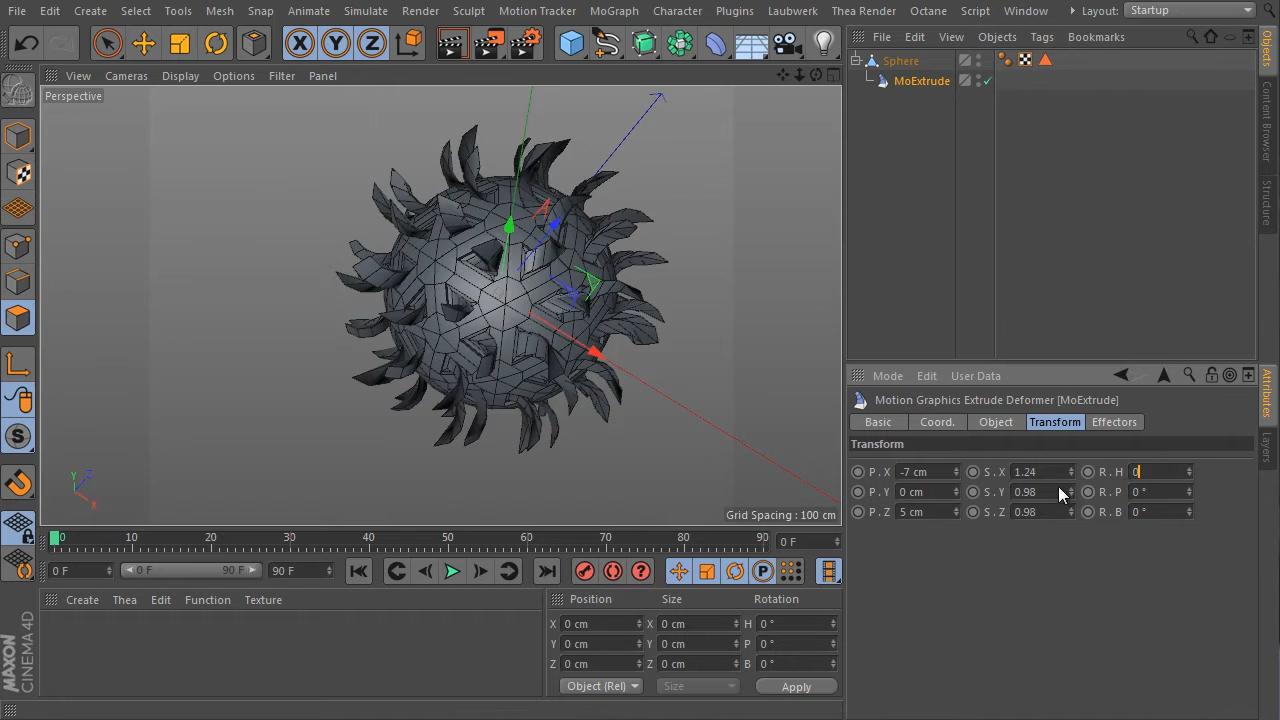 File Edit Create Select Tools Mesh Snap Animate Simulate Render Sculpt Motion Tracker MoGraph Character Plugins Laubwerk Thea Render Octane Script Window Layout: Startup
X Y Z P
View Cameras Display Options Filter Panel
Perspective
Y Z X
Grid Spacing : 100 cm
0 10 20 30 40 50 60 70 80 90 0 F
0 F 0 F 90 F 90 F
Create Thea Edit Function Texture
Position Size Rotation
X 0 cm X 0 cm H 0 °
Y 0 cm Y 0 cm P 0 °
Z 0 cm Z 0 cm B 0 °
Object (Rel) Size Apply
File Edit View Objects Tags Bookmarks
Sphere
MoExtrude
Mode Edit User Data
Motion Graphics Extrude Deformer [MoExtrude]
Basic Coord. Object Transform Effectors
Transform
P . X -7 cm S . X 1.24 R . H 0
P . Y 0 cm S . Y 0.98 R . P 0 °
P . Z 5 cm S . Z 0.98 R . B 0 °
Objects
Content Browser
Structure
Attributes
Layers
S
MAXON
CINEMA 4D